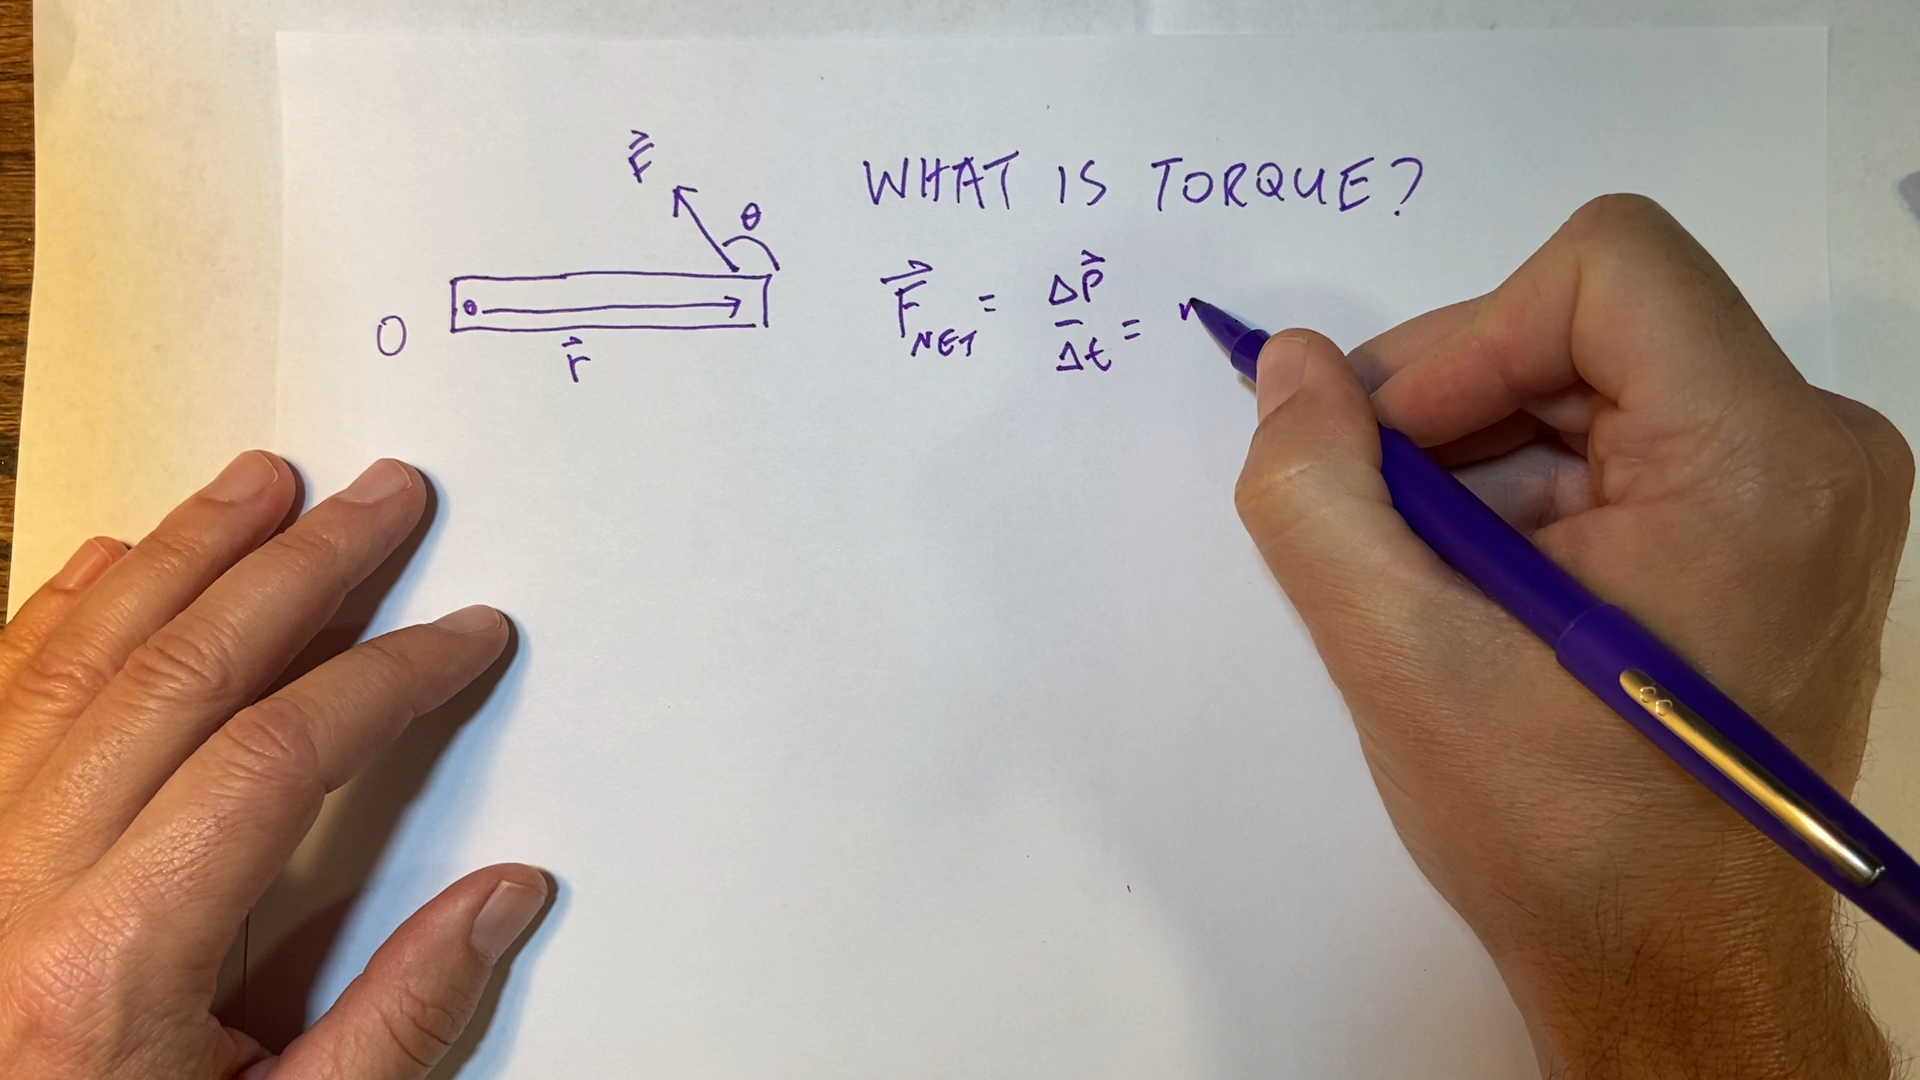 F⃗
θ
O
r⃗
WHAT IS TORQUE?
F⃗NET = Δp⃗/Δt =